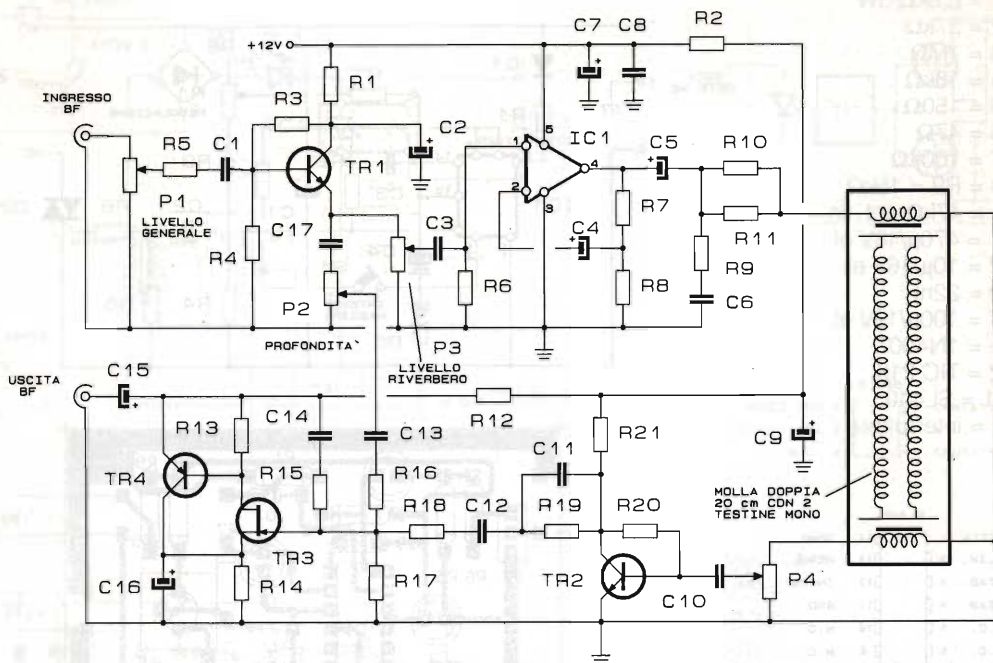 +12V
R1
R3
INGRESSO
BF
R5
C1
P1
LIVELLO
GENERALE
R4
TR1
C2
C17
P2
PROFONDITA`
C3
R6
P3
LIVELLO
RIVERBERO
C7
C8
R2
IC1
1
2
3
4
5
C4
R7
R8
C5
R10
R11
R9
C6
USCITA
BF
C15
R13
TR4
C16
TR3
R14
C14
R15
C13
R16
R17
R18
C12
R12
C11
R19
R21
R20
TR2
C10
P4
C9
MOLLA DOPPIA
20 cm CDN 2
TESTINE MONO